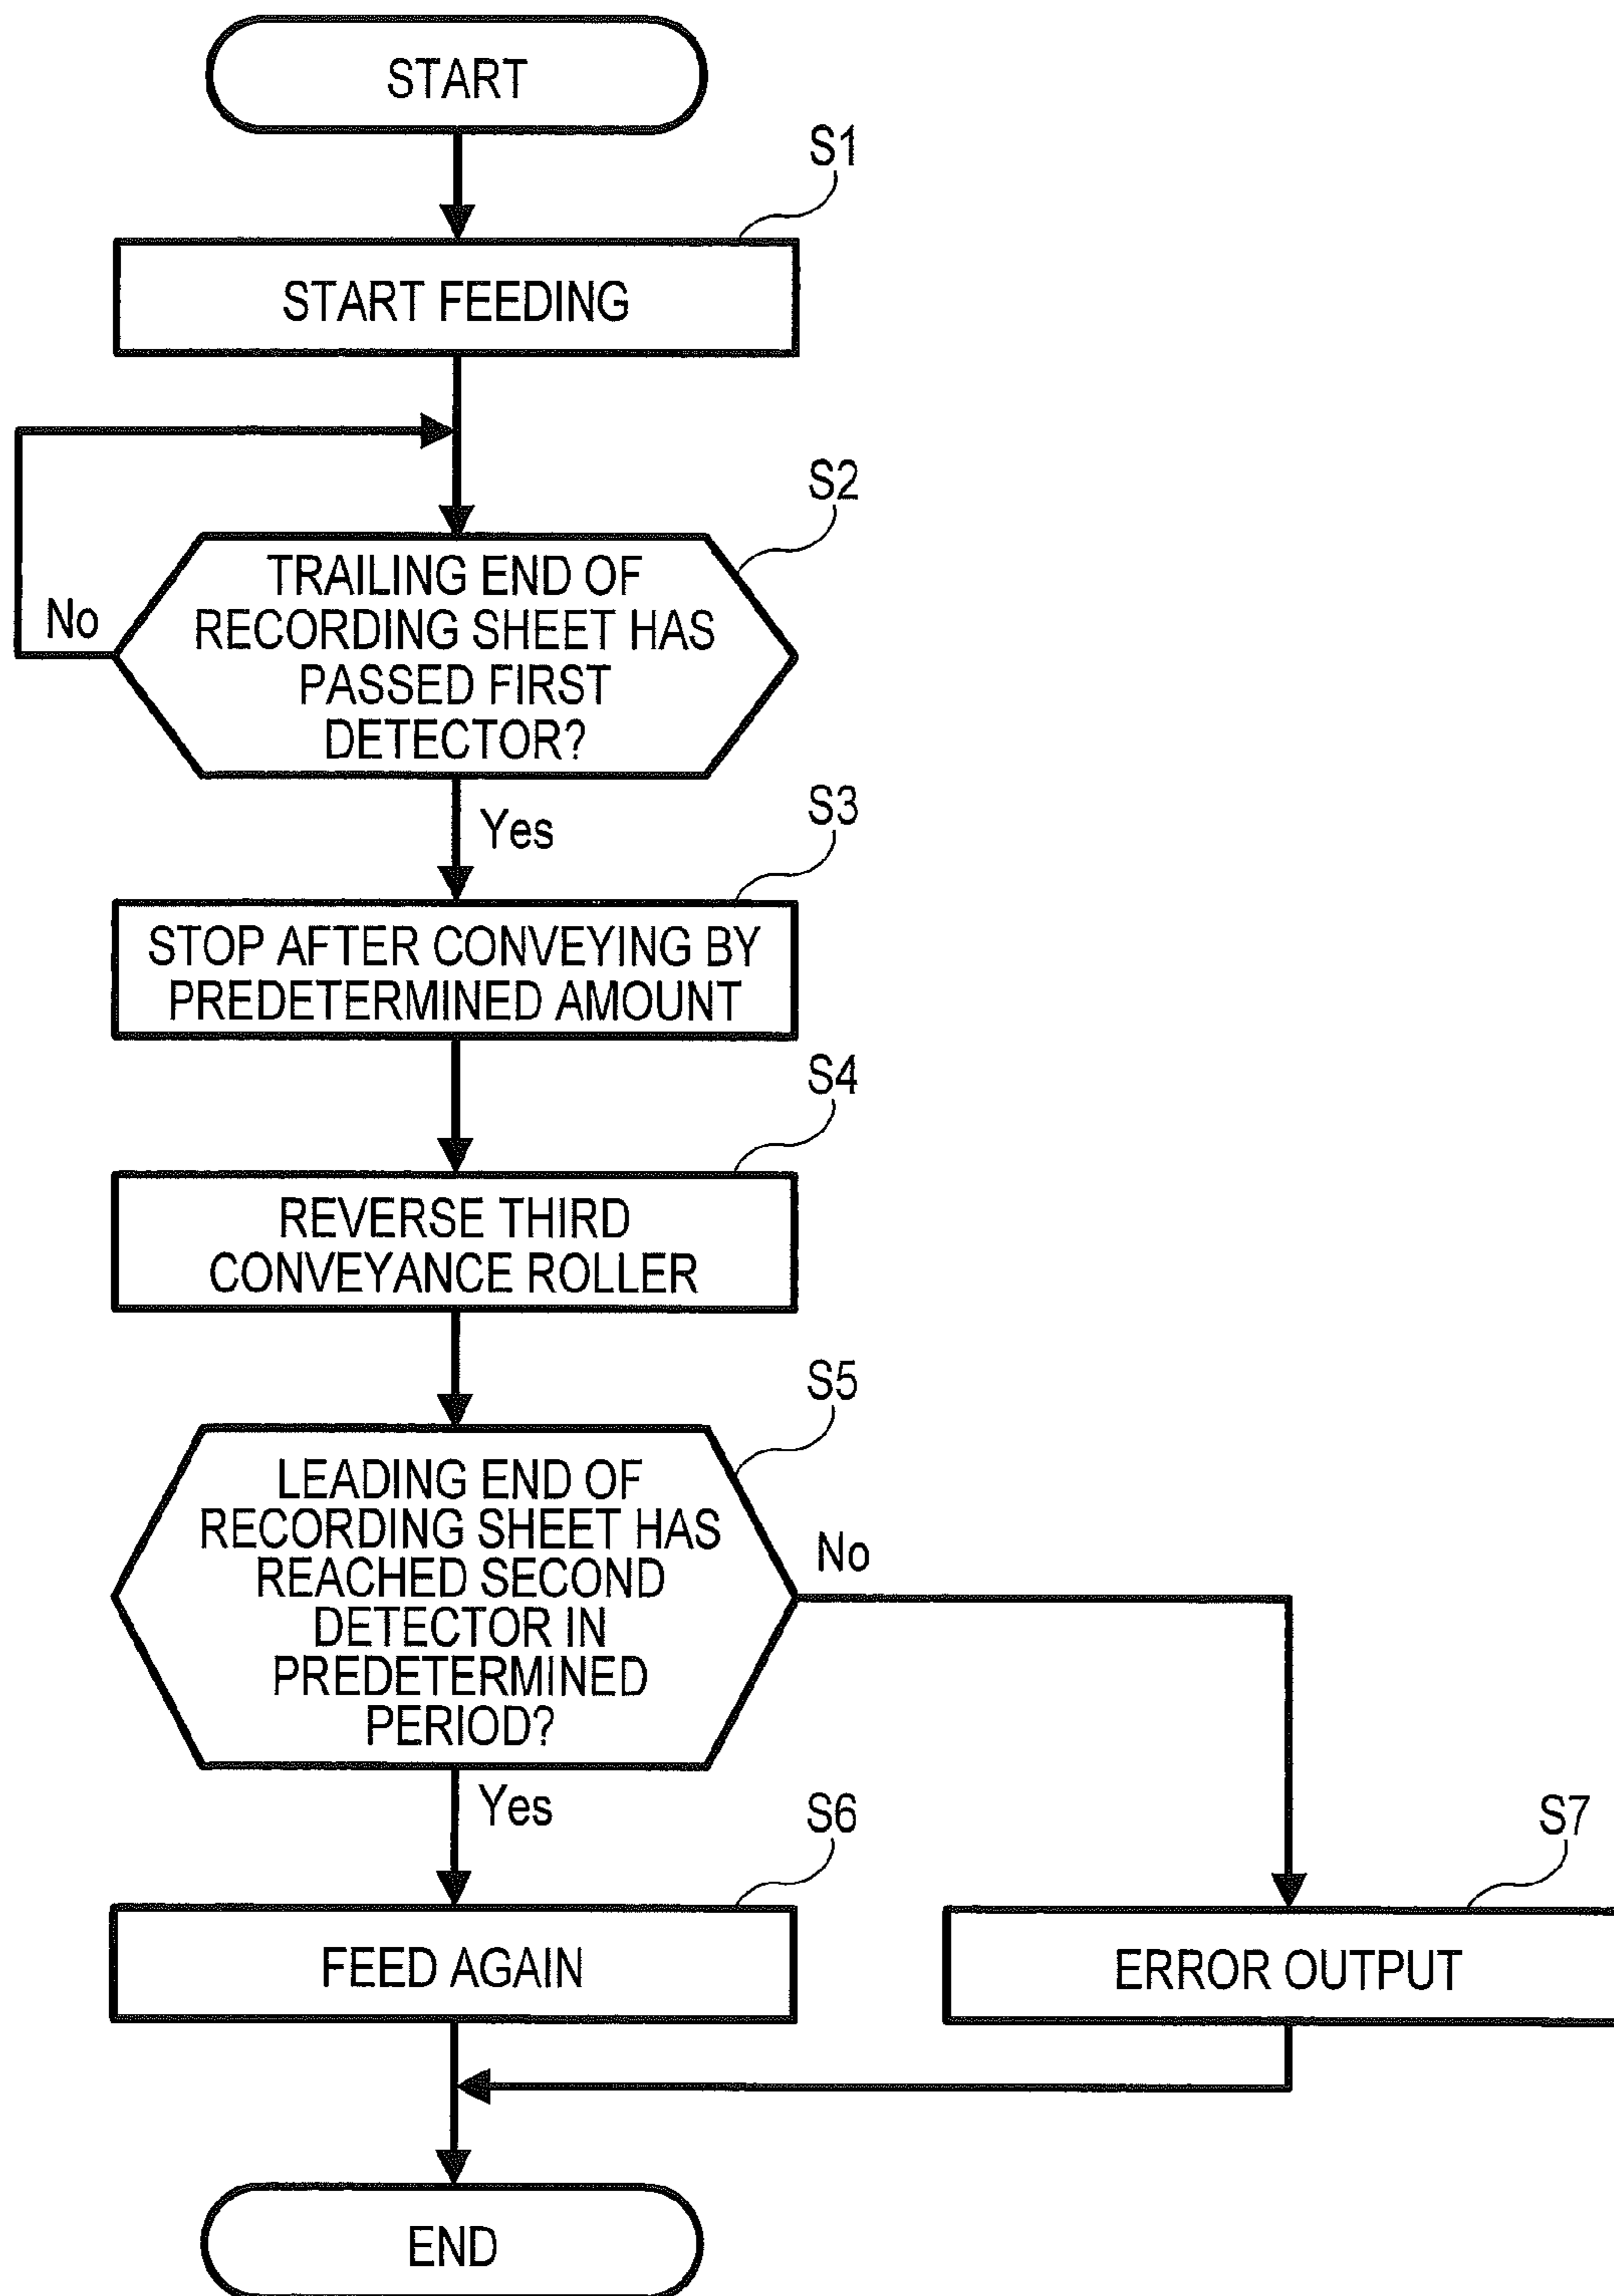 START
S1
START FEEDING
S2
TRAILING END OF
RECORDING SHEET HAS
PASSED FIRST
DETECTOR?
No
Yes
S3
STOP AFTER CONVEYING BY
PREDETERMINED AMOUNT
S4
REVERSE THIRD
CONVEYANCE ROLLER
S5
LEADING END OF
RECORDING SHEET HAS
REACHED SECOND
DETECTOR IN
PREDETERMINED
PERIOD?
No
Yes
S6
FEED AGAIN
S7
ERROR OUTPUT
END